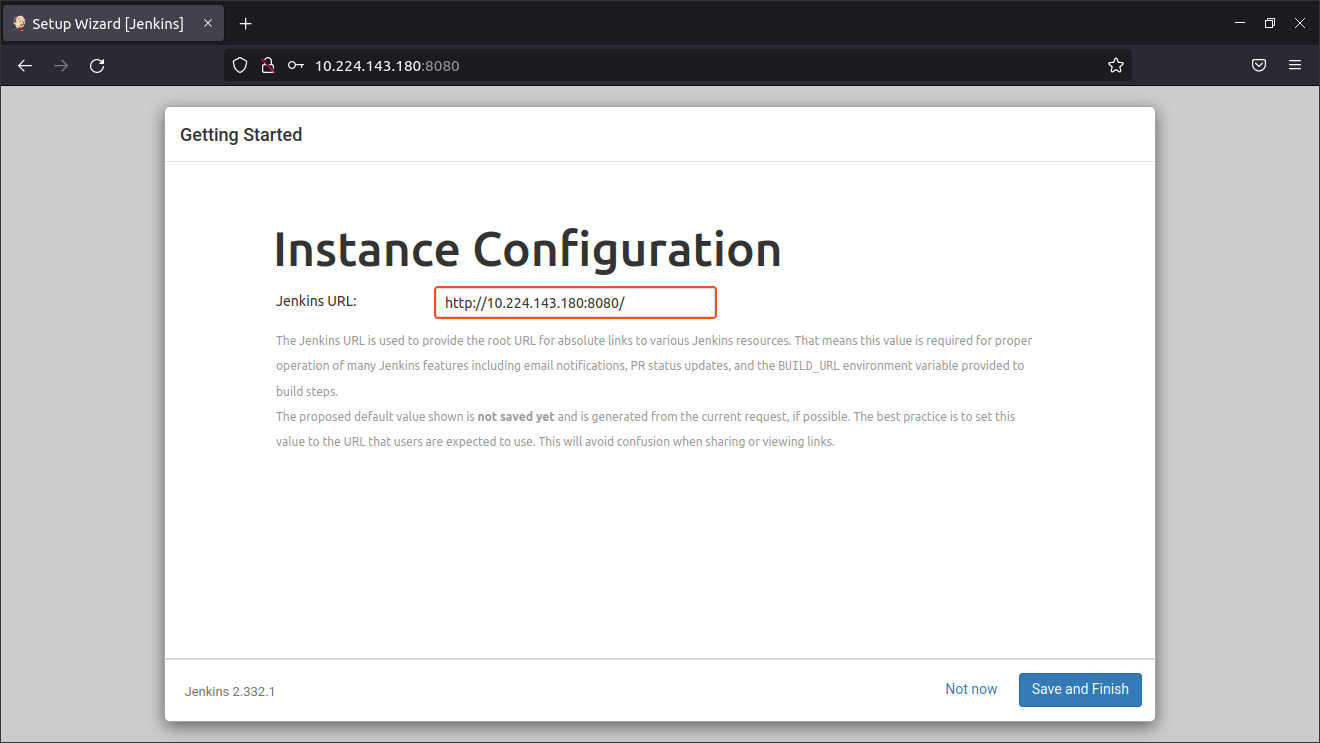 Setup Wizard [Jenkins]
10.224.143.180:8080
Getting Started
Instance Configuration
Jenkins URL: http://10.224.143.180:8080/
The Jenkins URL is used to provide the root URL for absolute links to various Jenkins resources. That means this value is required for proper
operation of many Jenkins features including email notifications, PR status updates, and the BUILD_URL environment variable provided to
build steps.
The proposed default value shown is not saved yet and is generated from the current request, if possible. The best practice is to set this
value to the URL that users are expected to use. This will avoid confusion when sharing or viewing links.
Jenkins 2.332.1 Not now Save and Finish